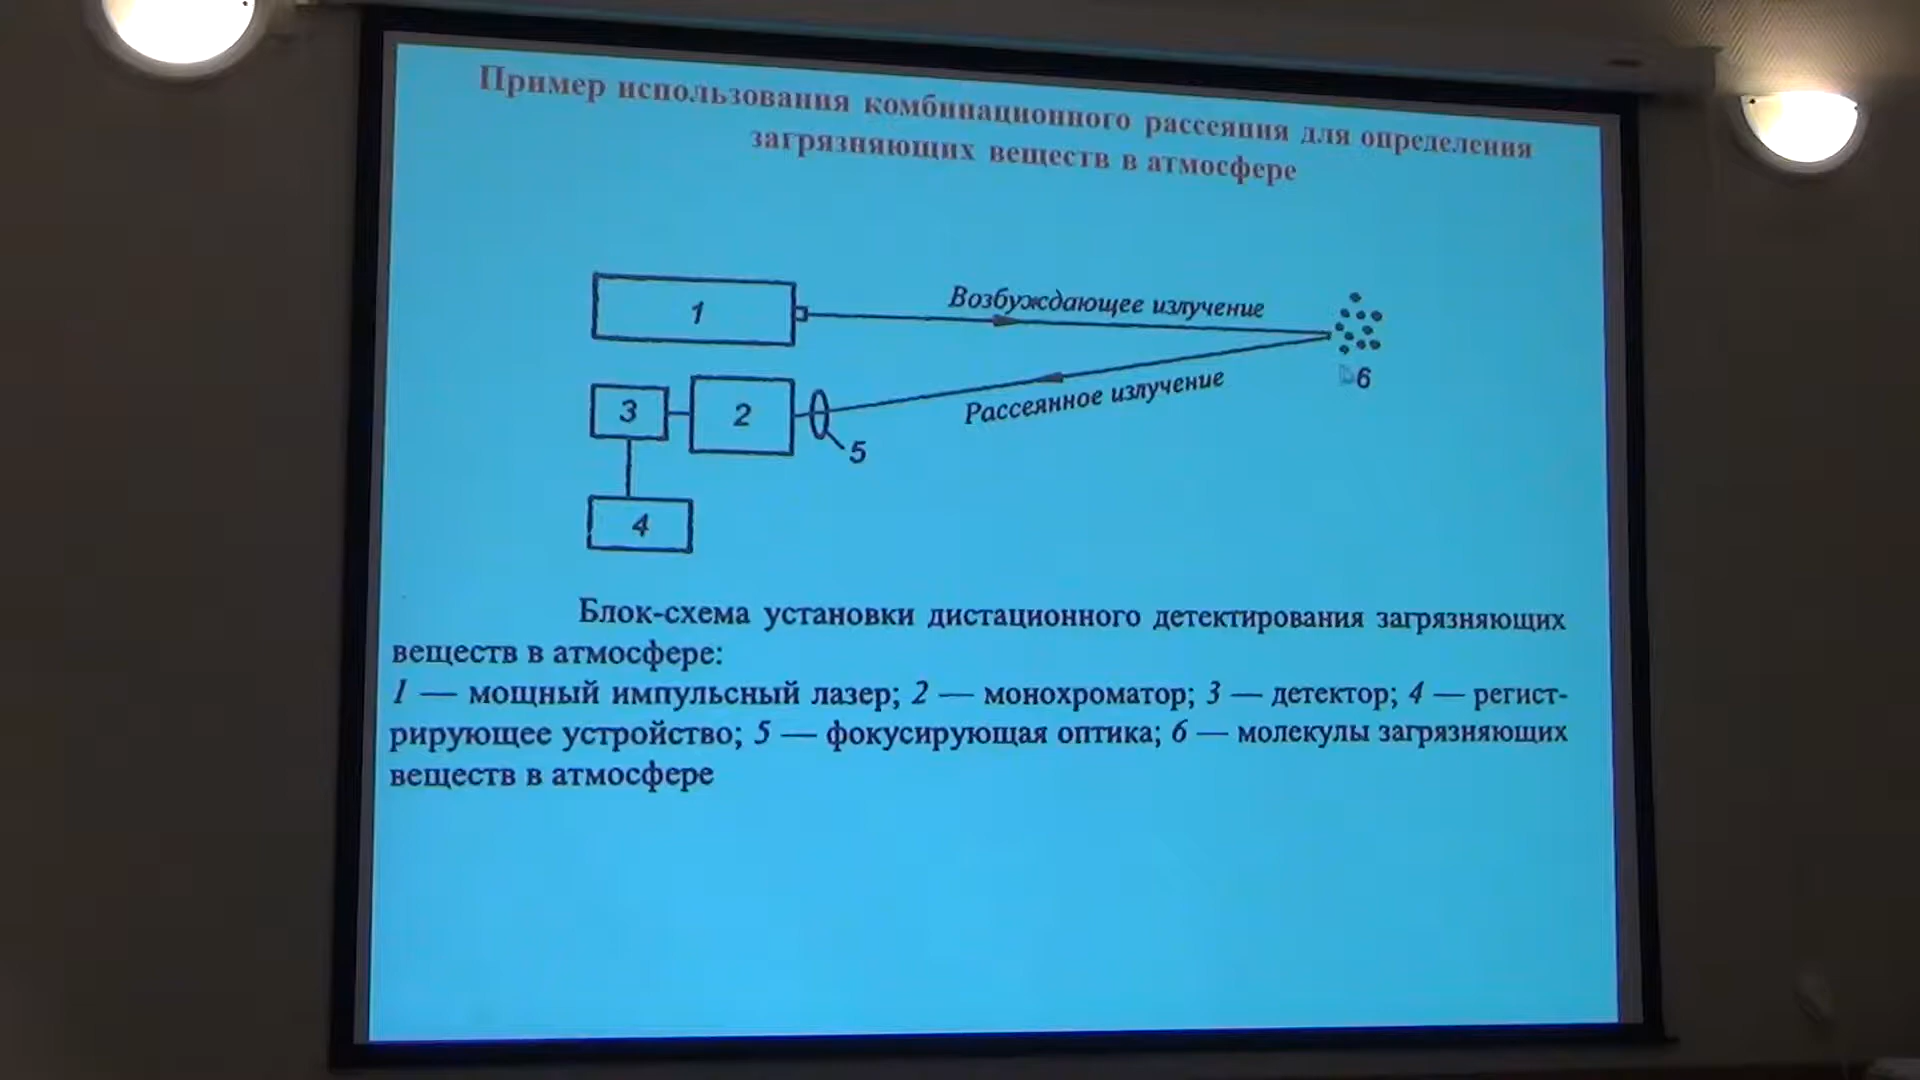 Пример использования комбинационного рассеяния для определения
загрязняющих веществ в атмосфере
1
Возбуждающее излучение
6
3
2
Рассеянное излучение
5
4
Блок-схема установки дистационного детектирования загрязняющих
веществ в атмосфере:
1 — мощный импульсный лазер; 2 — монохроматор; 3 — детектор; 4 — регист-
рирующее устройство; 5 — фокусирующая оптика; 6 — молекулы загрязняющих
веществ в атмосфере